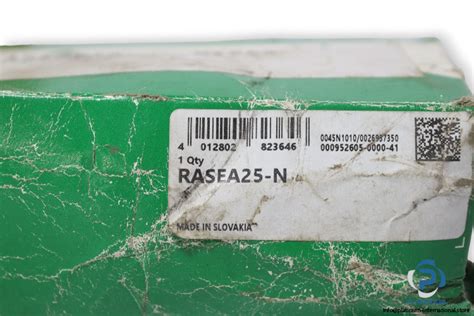 4 012802 823646
0045N1010/0026987350
000952605-0000-41
1 Qty
RASEA25-N
MADE IN SLOVAKIA